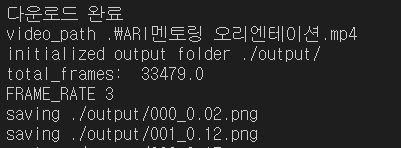 다운로드 완료
video_path .\ARI멘토링 오리엔테이션.mp4
initialized output folder ./output/
total_frames:  33479.0
FRAME_RATE 3
saving ./output/000_0.02.png
saving ./output/001_0.12.png